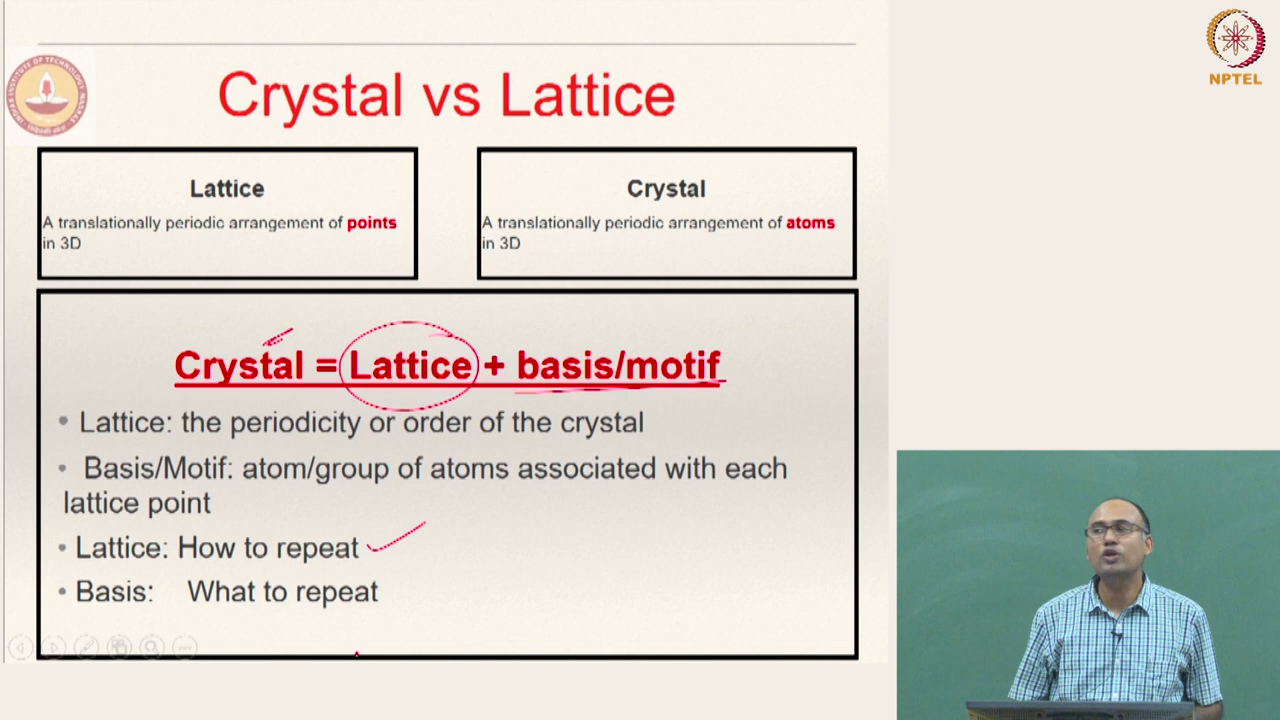 NPTEL
Crystal vs Lattice
Lattice
A translationally periodic arrangement of points
in 3D
Crystal
A translationally periodic arrangement of atoms
in 3D
Crystal = Lattice + basis/motif
• Lattice: the periodicity or order of the crystal
• Basis/Motif: atom/group of atoms associated with each
lattice point
• Lattice: How to repeat
• Basis: What to repeat